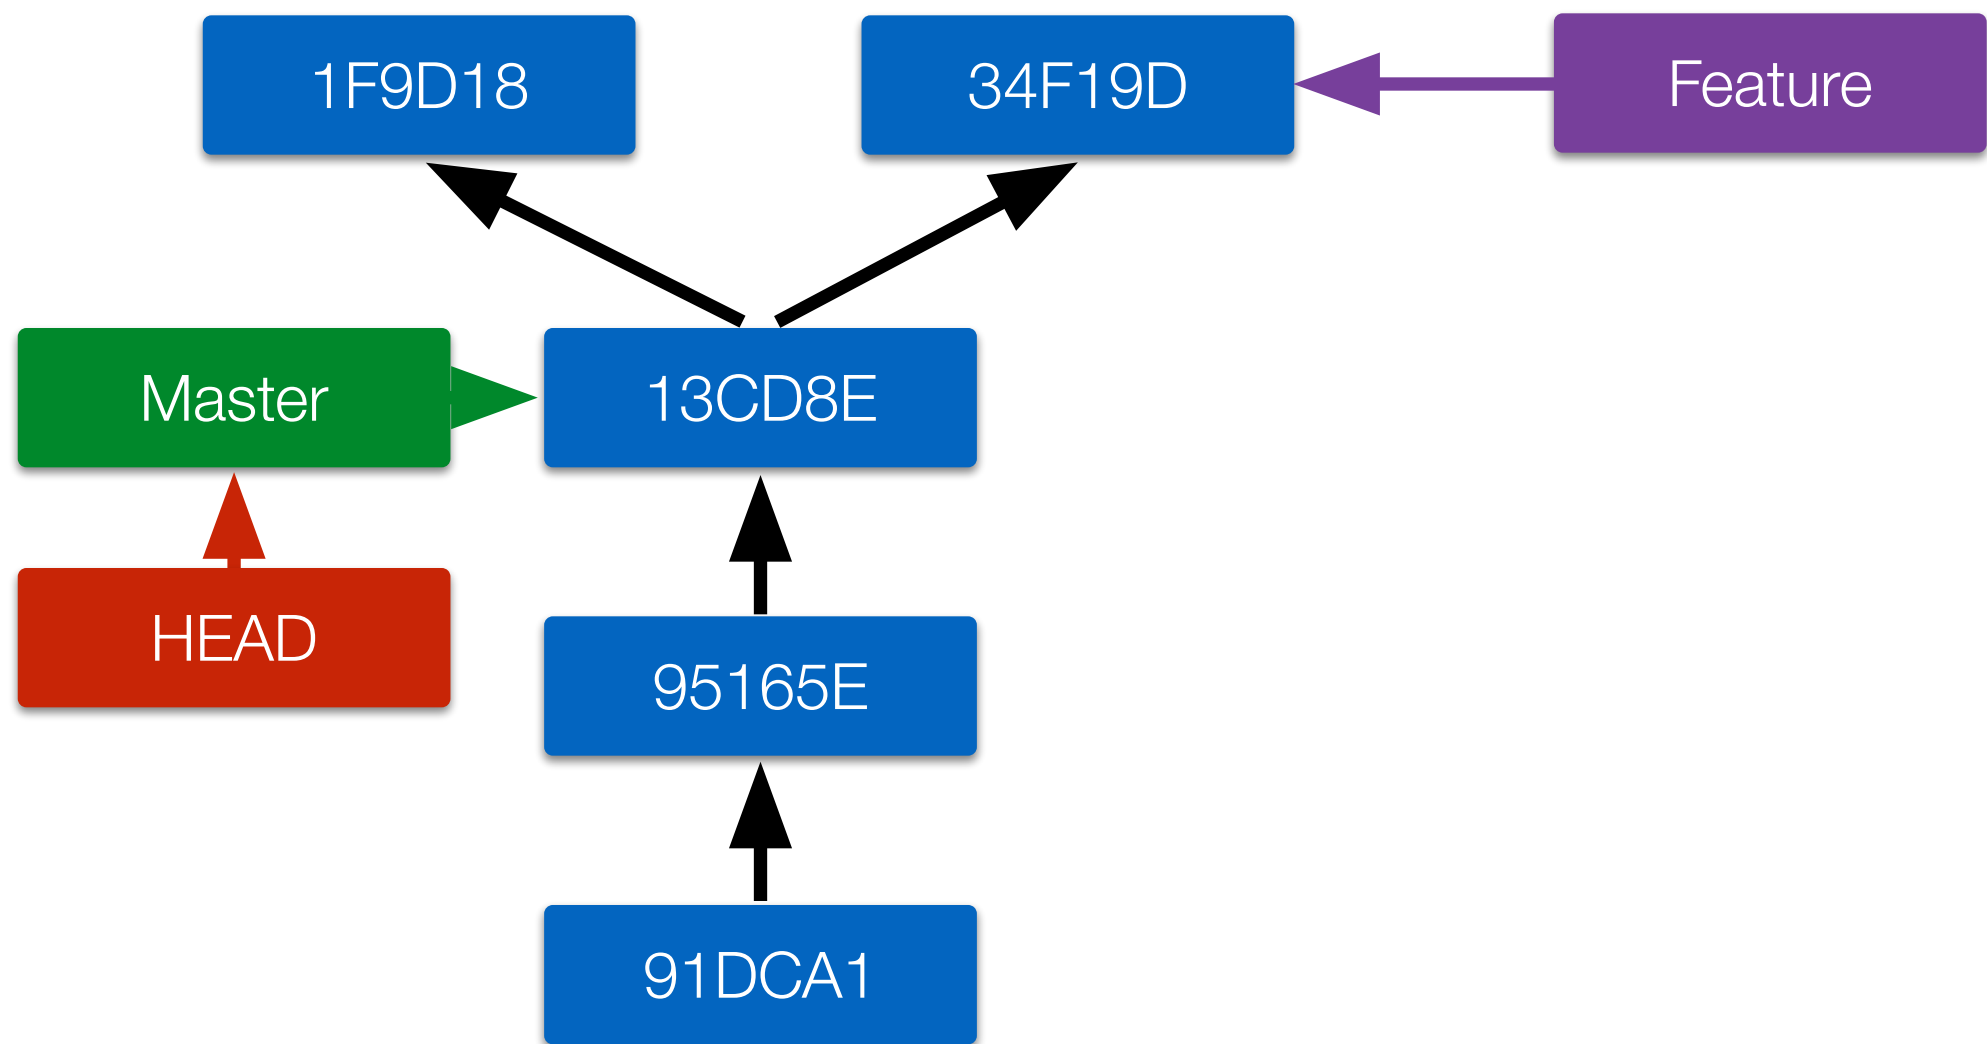 1F9D18
34F19D
Feature
Master
13CD8E
HEAD
95165E
91DCA1